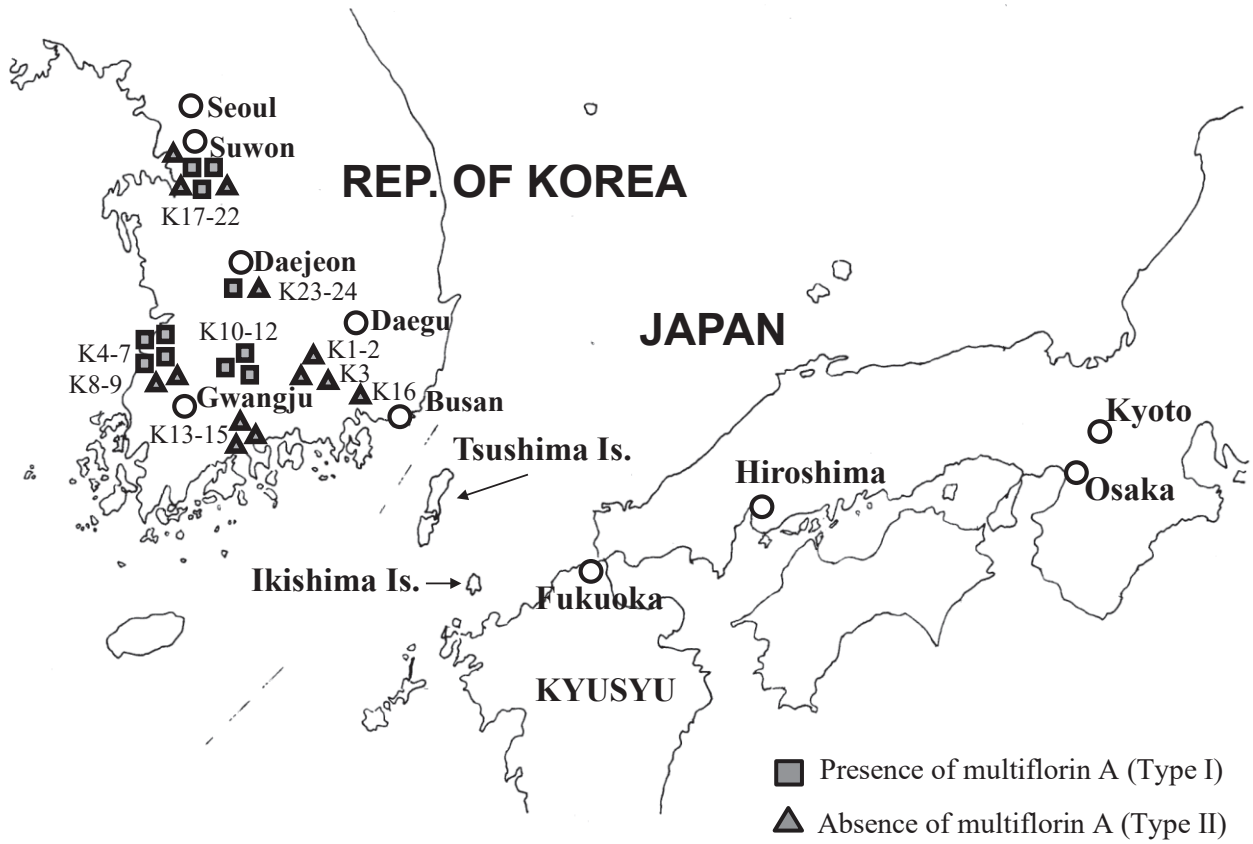 Seoul
Suwon
REP. OF KOREA
K17-22
Daejeon
K23-24
Daegu
JAPAN
K10-12
K4-7
K1-2
K8-9
K3
K16
Gwangju
Busan
Kyoto
K13-15
Tsushima Is.
Hiroshima
Osaka
Ikishima Is.
Fukuoka
KYUSYU
Presence of multiflorin A (Type I)
Absence of multiflorin A (Type II)